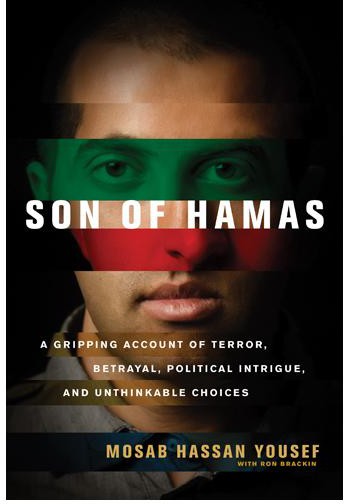 SON OF HAMAS
A GRIPPING ACCOUNT OF TERROR,
BETRAYAL, POLITICAL INTRIGUE,
AND UNTHINKABLE CHOICES
MOSAB HASSAN YOUSEF
WITH RON BRACKIN